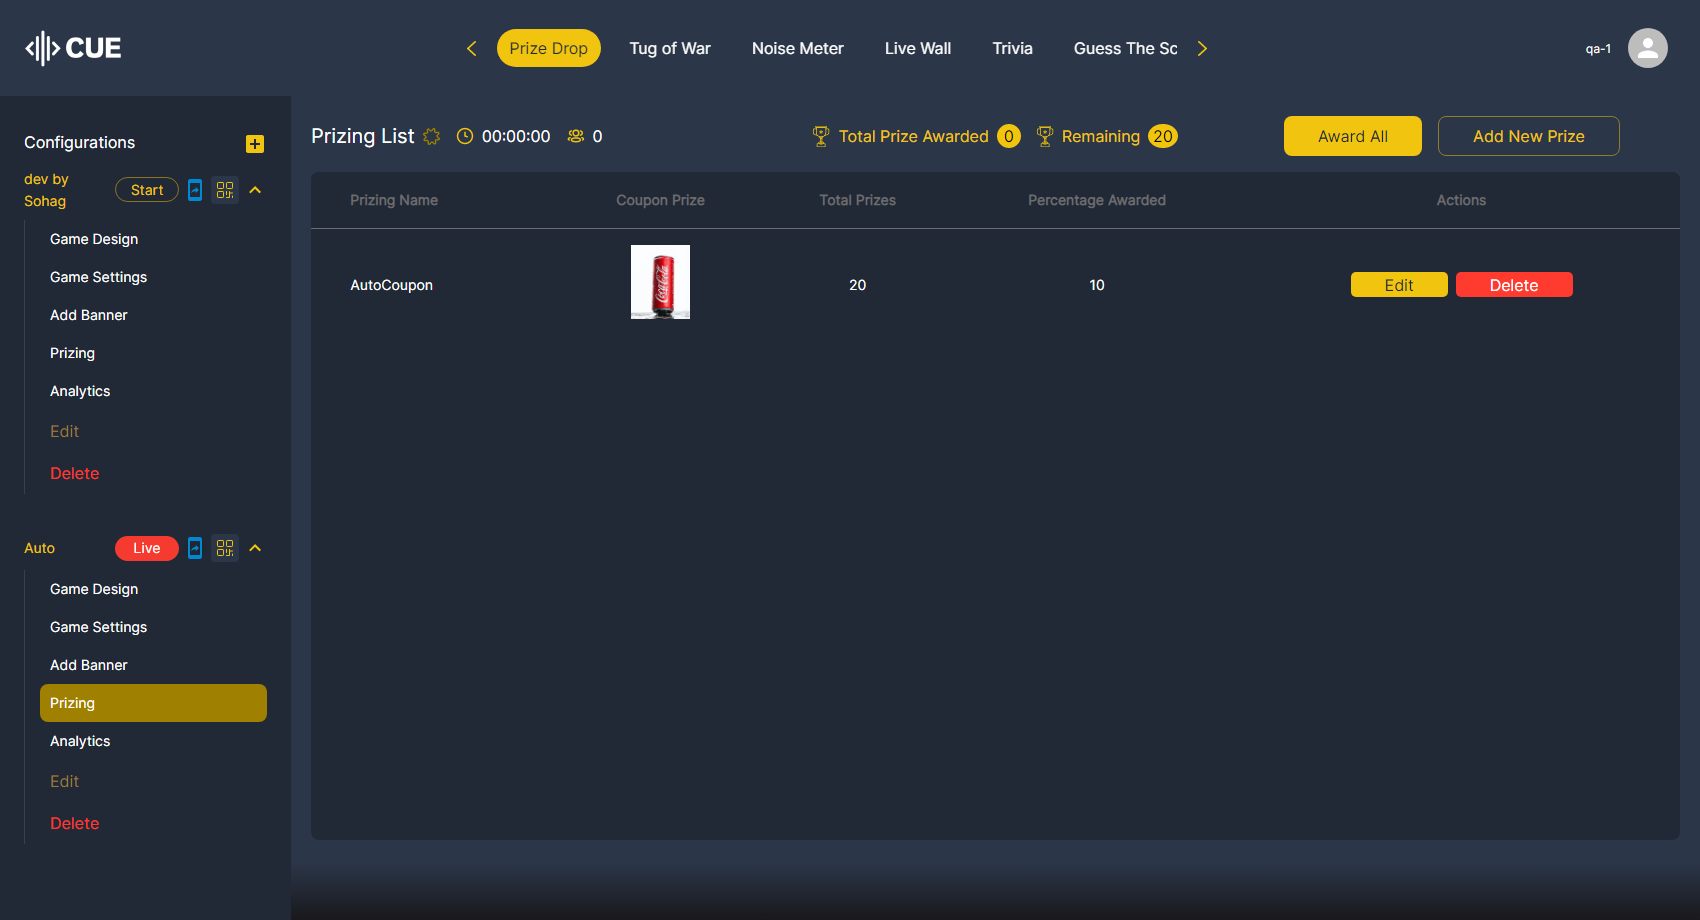 CUE
Prize Drop
Tug of War
Noise Meter
Live Wall
Trivia
Guess The Sc
qa-1
Configurations
dev by
Sohag
Start
Game Design
Game Settings
Add Banner
Prizing
Analytics
Edit
Delete
Auto
Live
Game Design
Game Settings
Add Banner
Prizing
Analytics
Edit
Delete
Prizing List
00:00:00
0
Total Prize Awarded 0
Remaining 20
Award All
Add New Prize
Prizing Name
Coupon Prize
Total Prizes
Percentage Awarded
Actions
AutoCoupon
Coca-Cola
20
10
Edit
Delete